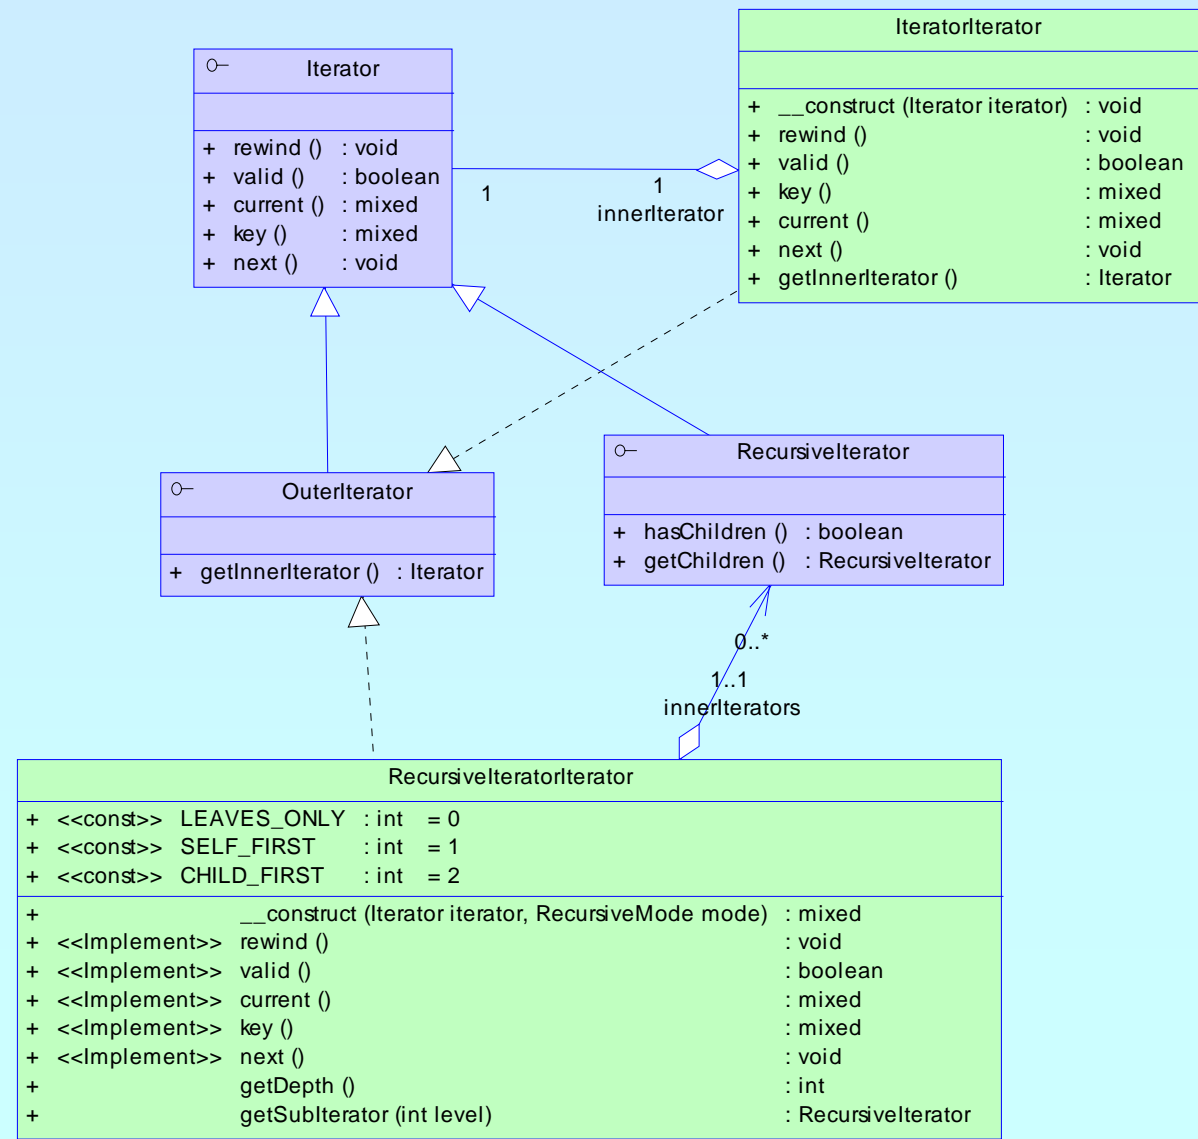 Iterator
+ rewind () : void
+ valid () : boolean
+ current () : mixed
+ key () : mixed
+ next () : void
IteratorIterator
+ __construct (Iterator iterator) : void
+ rewind () : void
+ valid () : boolean
+ key () : mixed
+ current () : mixed
+ next () : void
+ getInnerIterator () : Iterator
1
1
innerIterator
OuterIterator
+ getInnerIterator () : Iterator
RecursiveIterator
+ hasChildren () : boolean
+ getChildren () : RecursiveIterator
0..*
1..1
innerIterators
RecursiveIteratorIterator
+ <<const>> LEAVES_ONLY : int = 0
+ <<const>> SELF_FIRST : int = 1
+ <<const>> CHILD_FIRST : int = 2
+ __construct (Iterator iterator, RecursiveMode mode) : mixed
+ <<Implement>> rewind () : void
+ <<Implement>> valid () : boolean
+ <<Implement>> current () : mixed
+ <<Implement>> key () : mixed
+ <<Implement>> next () : void
+ getDepth () : int
+ getSubIterator (int level) : RecursiveIterator